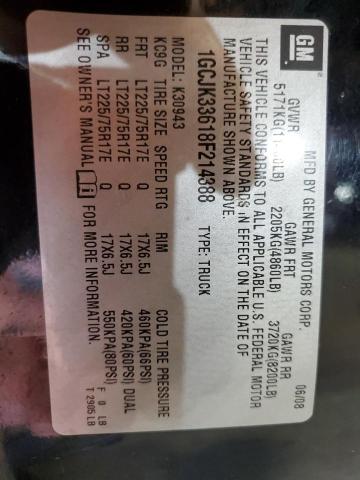 GM
MFD BY GENERAL MOTORS CORP. 06/08
GVWR GAWR FRT GAWR RR
2205KG(4860LB) 3720KG(8200LB)
THIS VEHICLE CONFORMS TO ALL APPLICABLE U.S. FEDERAL MOTOR
VEHICLE SAFETY STANDARDS IN EFFECT ON THE DATE OF
MANUFACTURE SHOWN ABOVE.
1GCJK33618F214388 TYPE: TRUCK
MODEL: K30943
KC9G TIRE SIZE SPEED RTG RIM COLD TIRE PRESSURE
FRT LT225/75R17E Q 17X6.5J 460KPA(66PSI)
RR LT225/75R17E Q 17X6.5J 420KPA(60PSI) DUAL
SPA LT225/75R17E Q 17X6.5J 550KPA(80PSI)
SEE OWNER'S MANUAL i FOR MORE INFORMATION.
F 0 LB
T 2905 LB